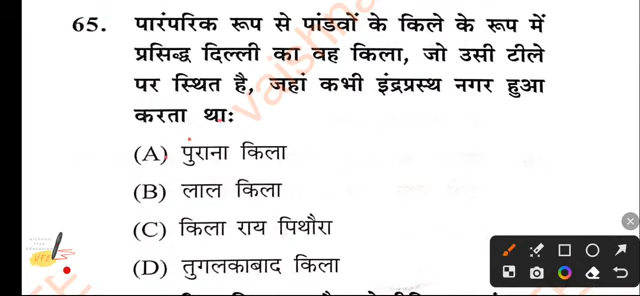 65. पारंपरिक रूप से पांडवों के किले के रूप में
प्रसिद्ध दिल्ली का वह किला, जो उसी टीले
पर स्थित है, जहां कभी इंद्रप्रस्थ नगर हुआ
करता थाः
(A) पुराना किला
(B) लाल किला
(C) किला राय पिथौरा
(D) तुगलकाबाद किला